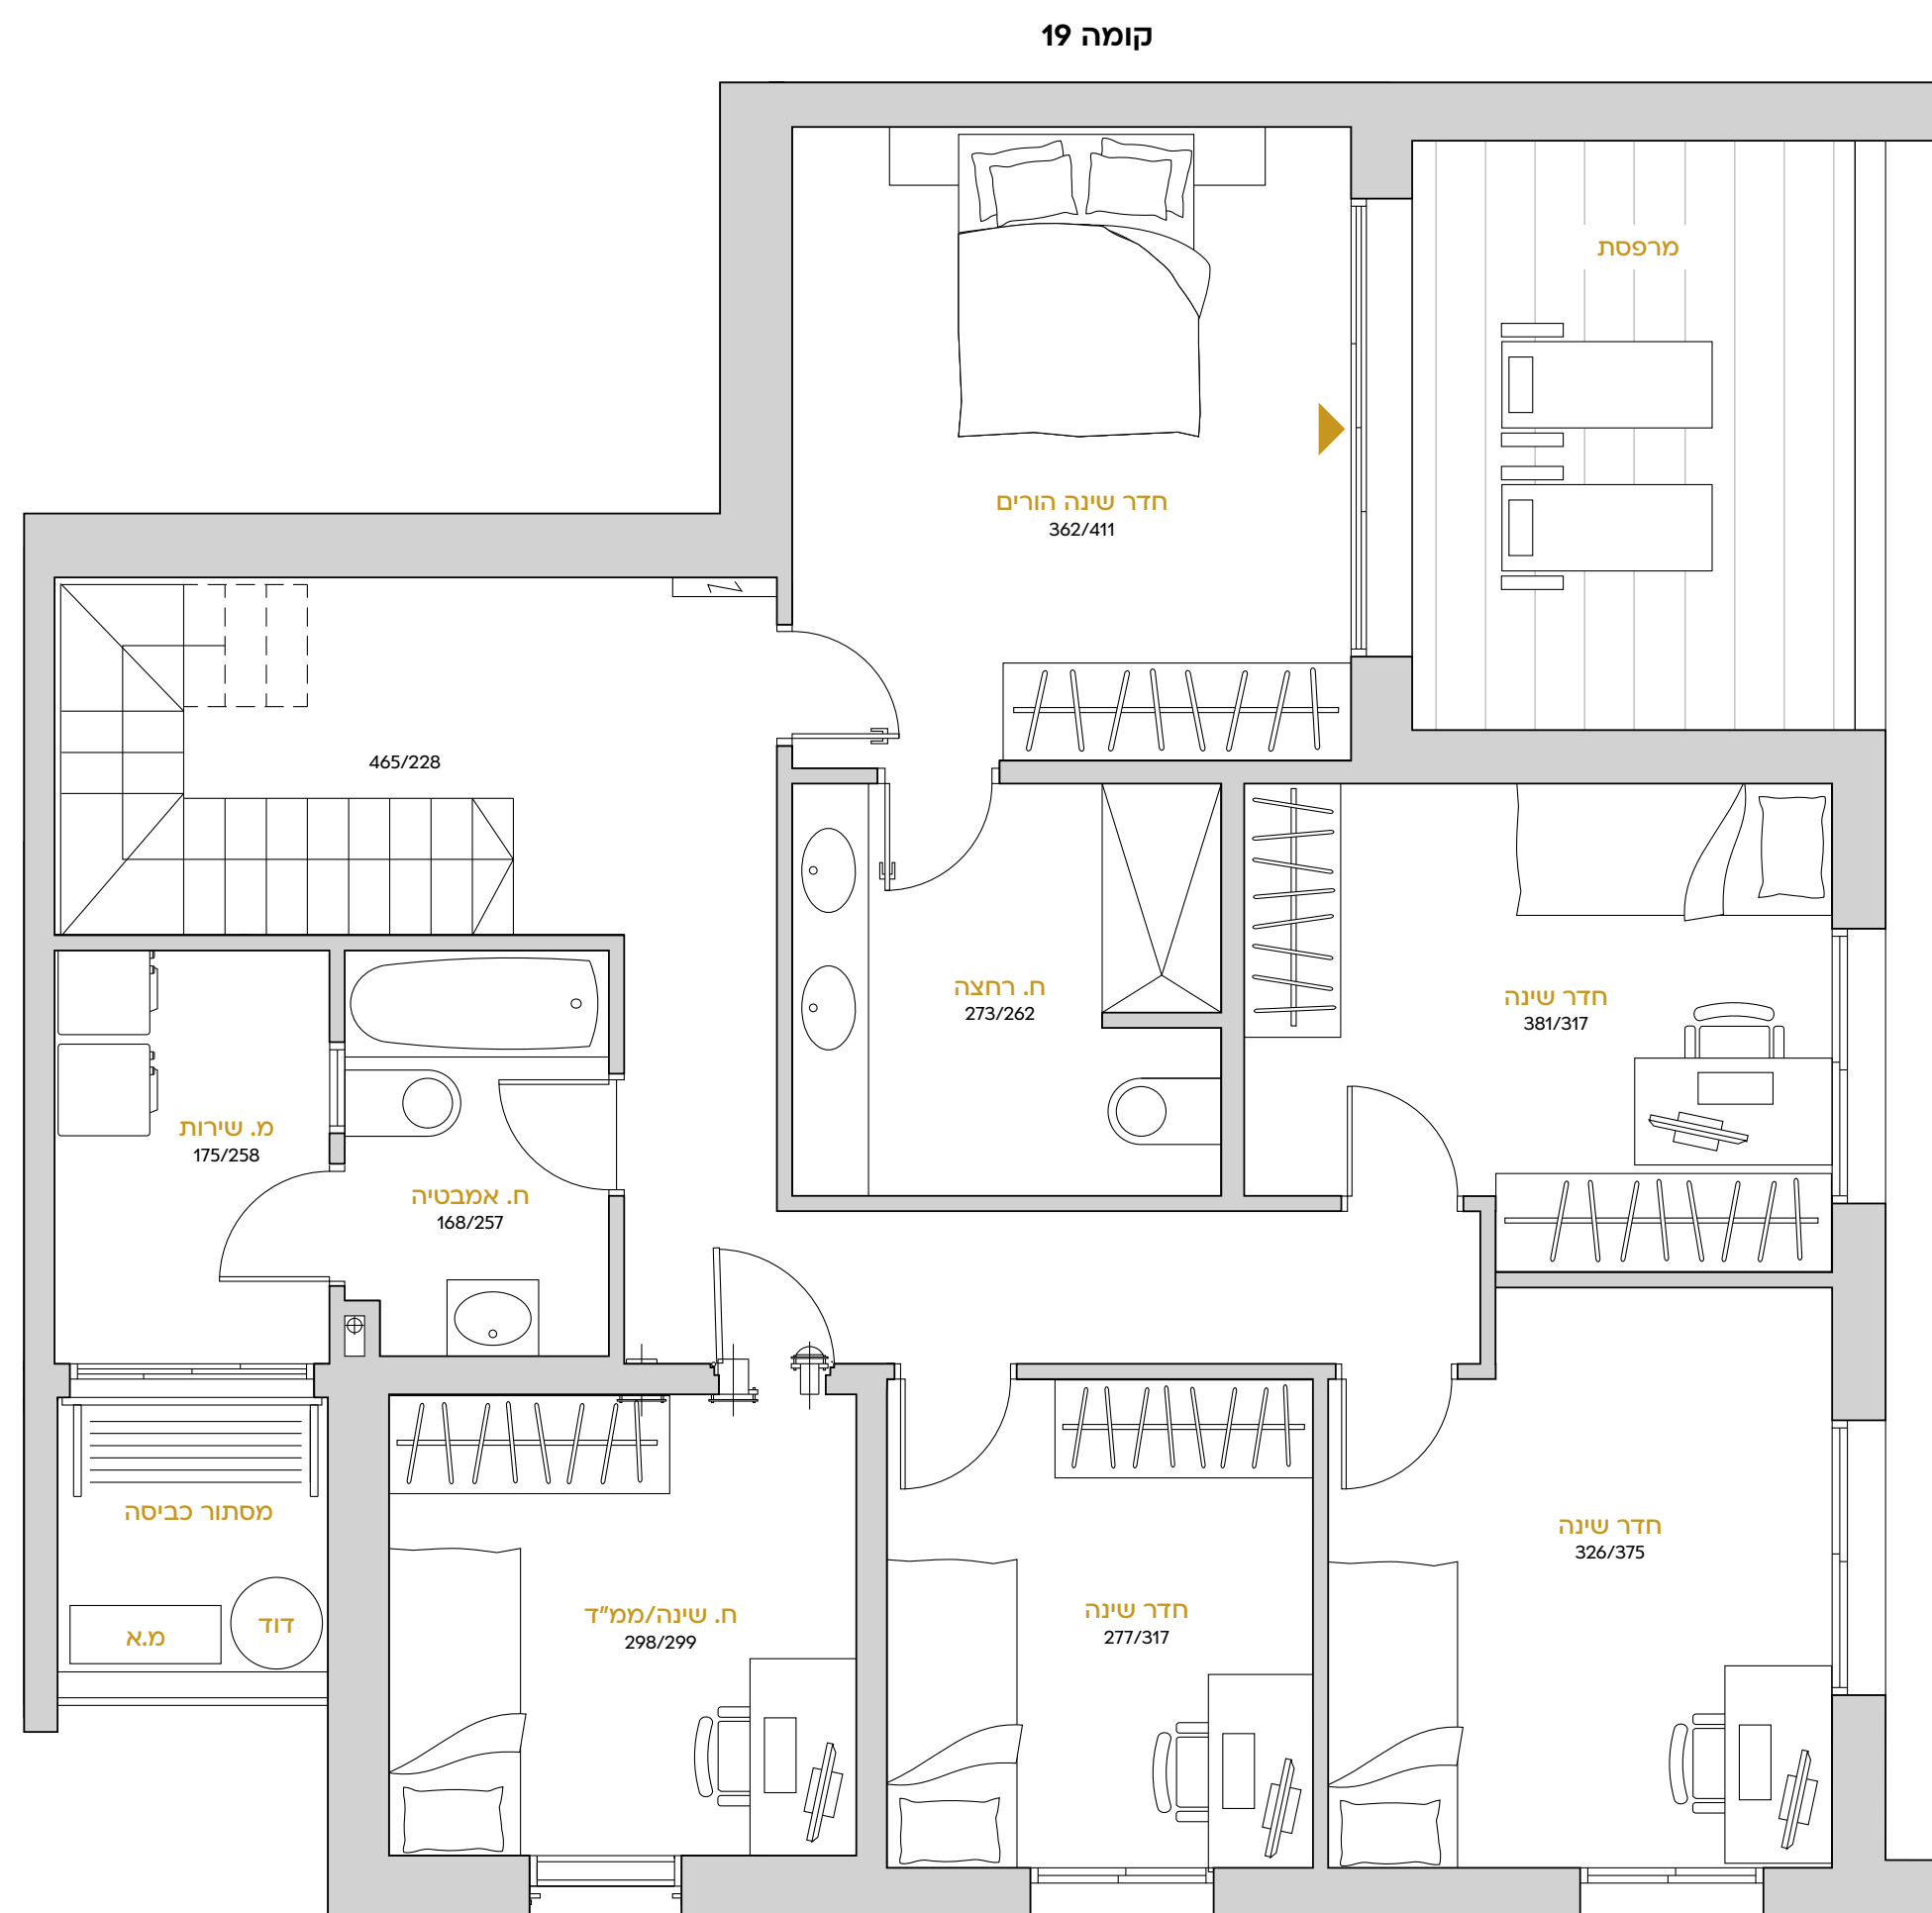 קומה 19
מרפסת
חדר שינה הורים
362/411
465/228
ח. רחצה
273/262
חדר שינה
381/317
מ. שירות
175/258
ח. אמבטיה
168/257
מסתור כביסה
דוד
מ.א
ח. שינה/ממ"ד
298/299
חדר שינה
277/317
חדר שינה
326/375